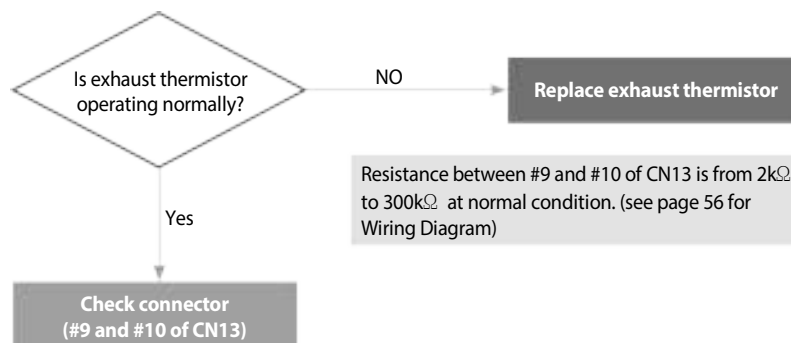 Is exhaust thermistor
operating normally?
NO
Replace exhaust thermistor
Resistance between #9 and #10 of CN13 is from 2kΩ
to 300kΩ at normal condition. (see page 56 for
Wiring Diagram)
Yes
Check connector
(#9 and #10 of CN13)